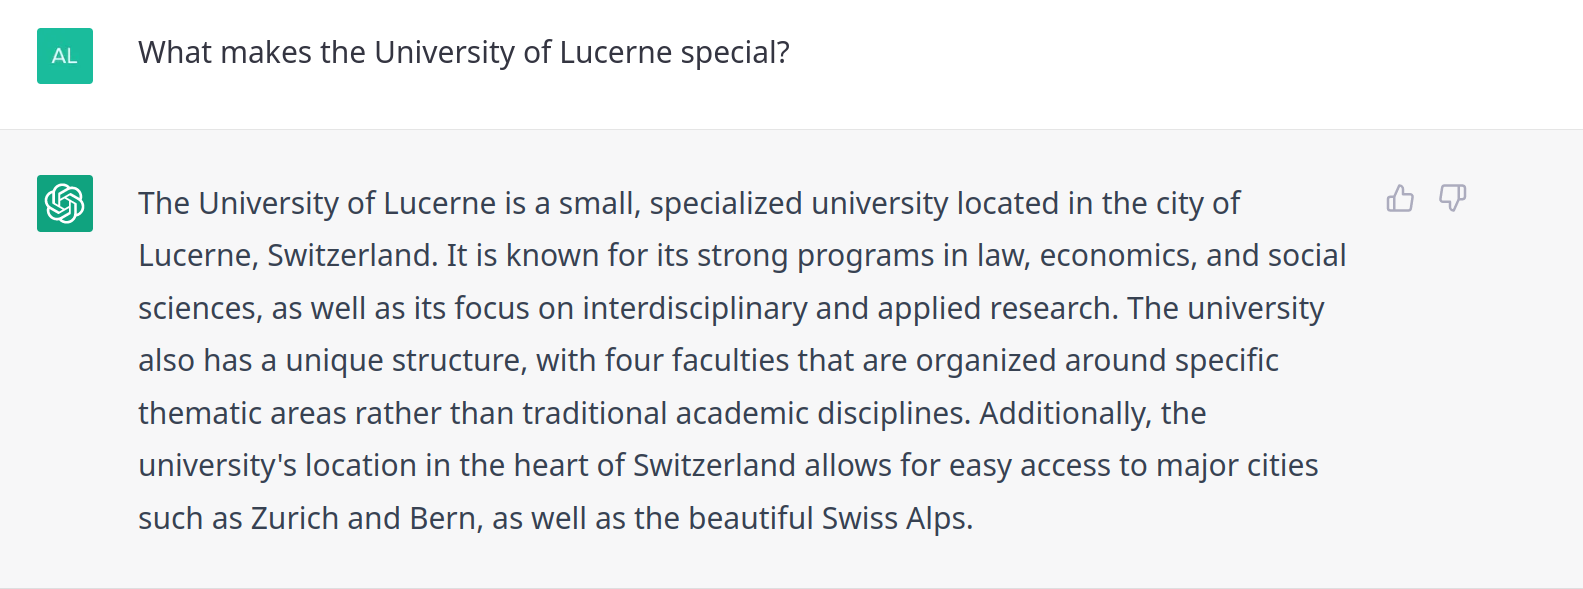 AL
What makes the University of Lucerne special?
The University of Lucerne is a small, specialized university located in the city of
Lucerne, Switzerland. It is known for its strong programs in law, economics, and social
sciences, as well as its focus on interdisciplinary and applied research. The university
also has a unique structure, with four faculties that are organized around specific
thematic areas rather than traditional academic disciplines. Additionally, the
university's location in the heart of Switzerland allows for easy access to major cities
such as Zurich and Bern, as well as the beautiful Swiss Alps.